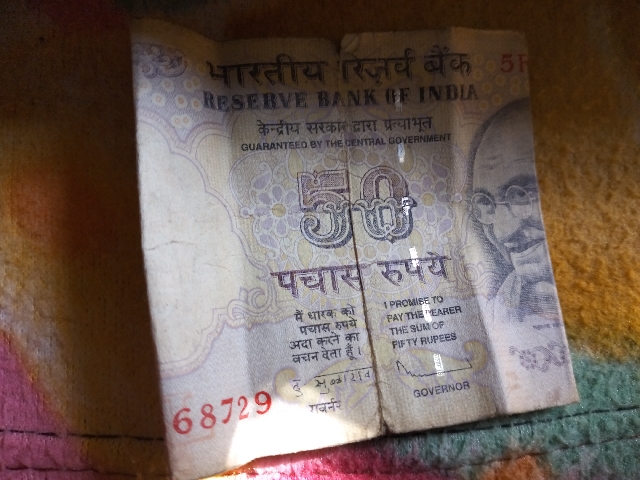 भारतीय रिज़र्व बैंक
RESERVE BANK OF INDIA
केन्द्रीय सरकार द्वारा प्रत्याभूत
GUARANTEED BY THE CENTRAL GOVERNMENT
50
पचास रुपये
मैं धारक को
पचास रुपये
अदा करने का
वचन देता हूँ।
गवर्नर
I PROMISE TO
PAY THE BEARER
THE SUM OF
FIFTY RUPEES
GOVERNOR
68729